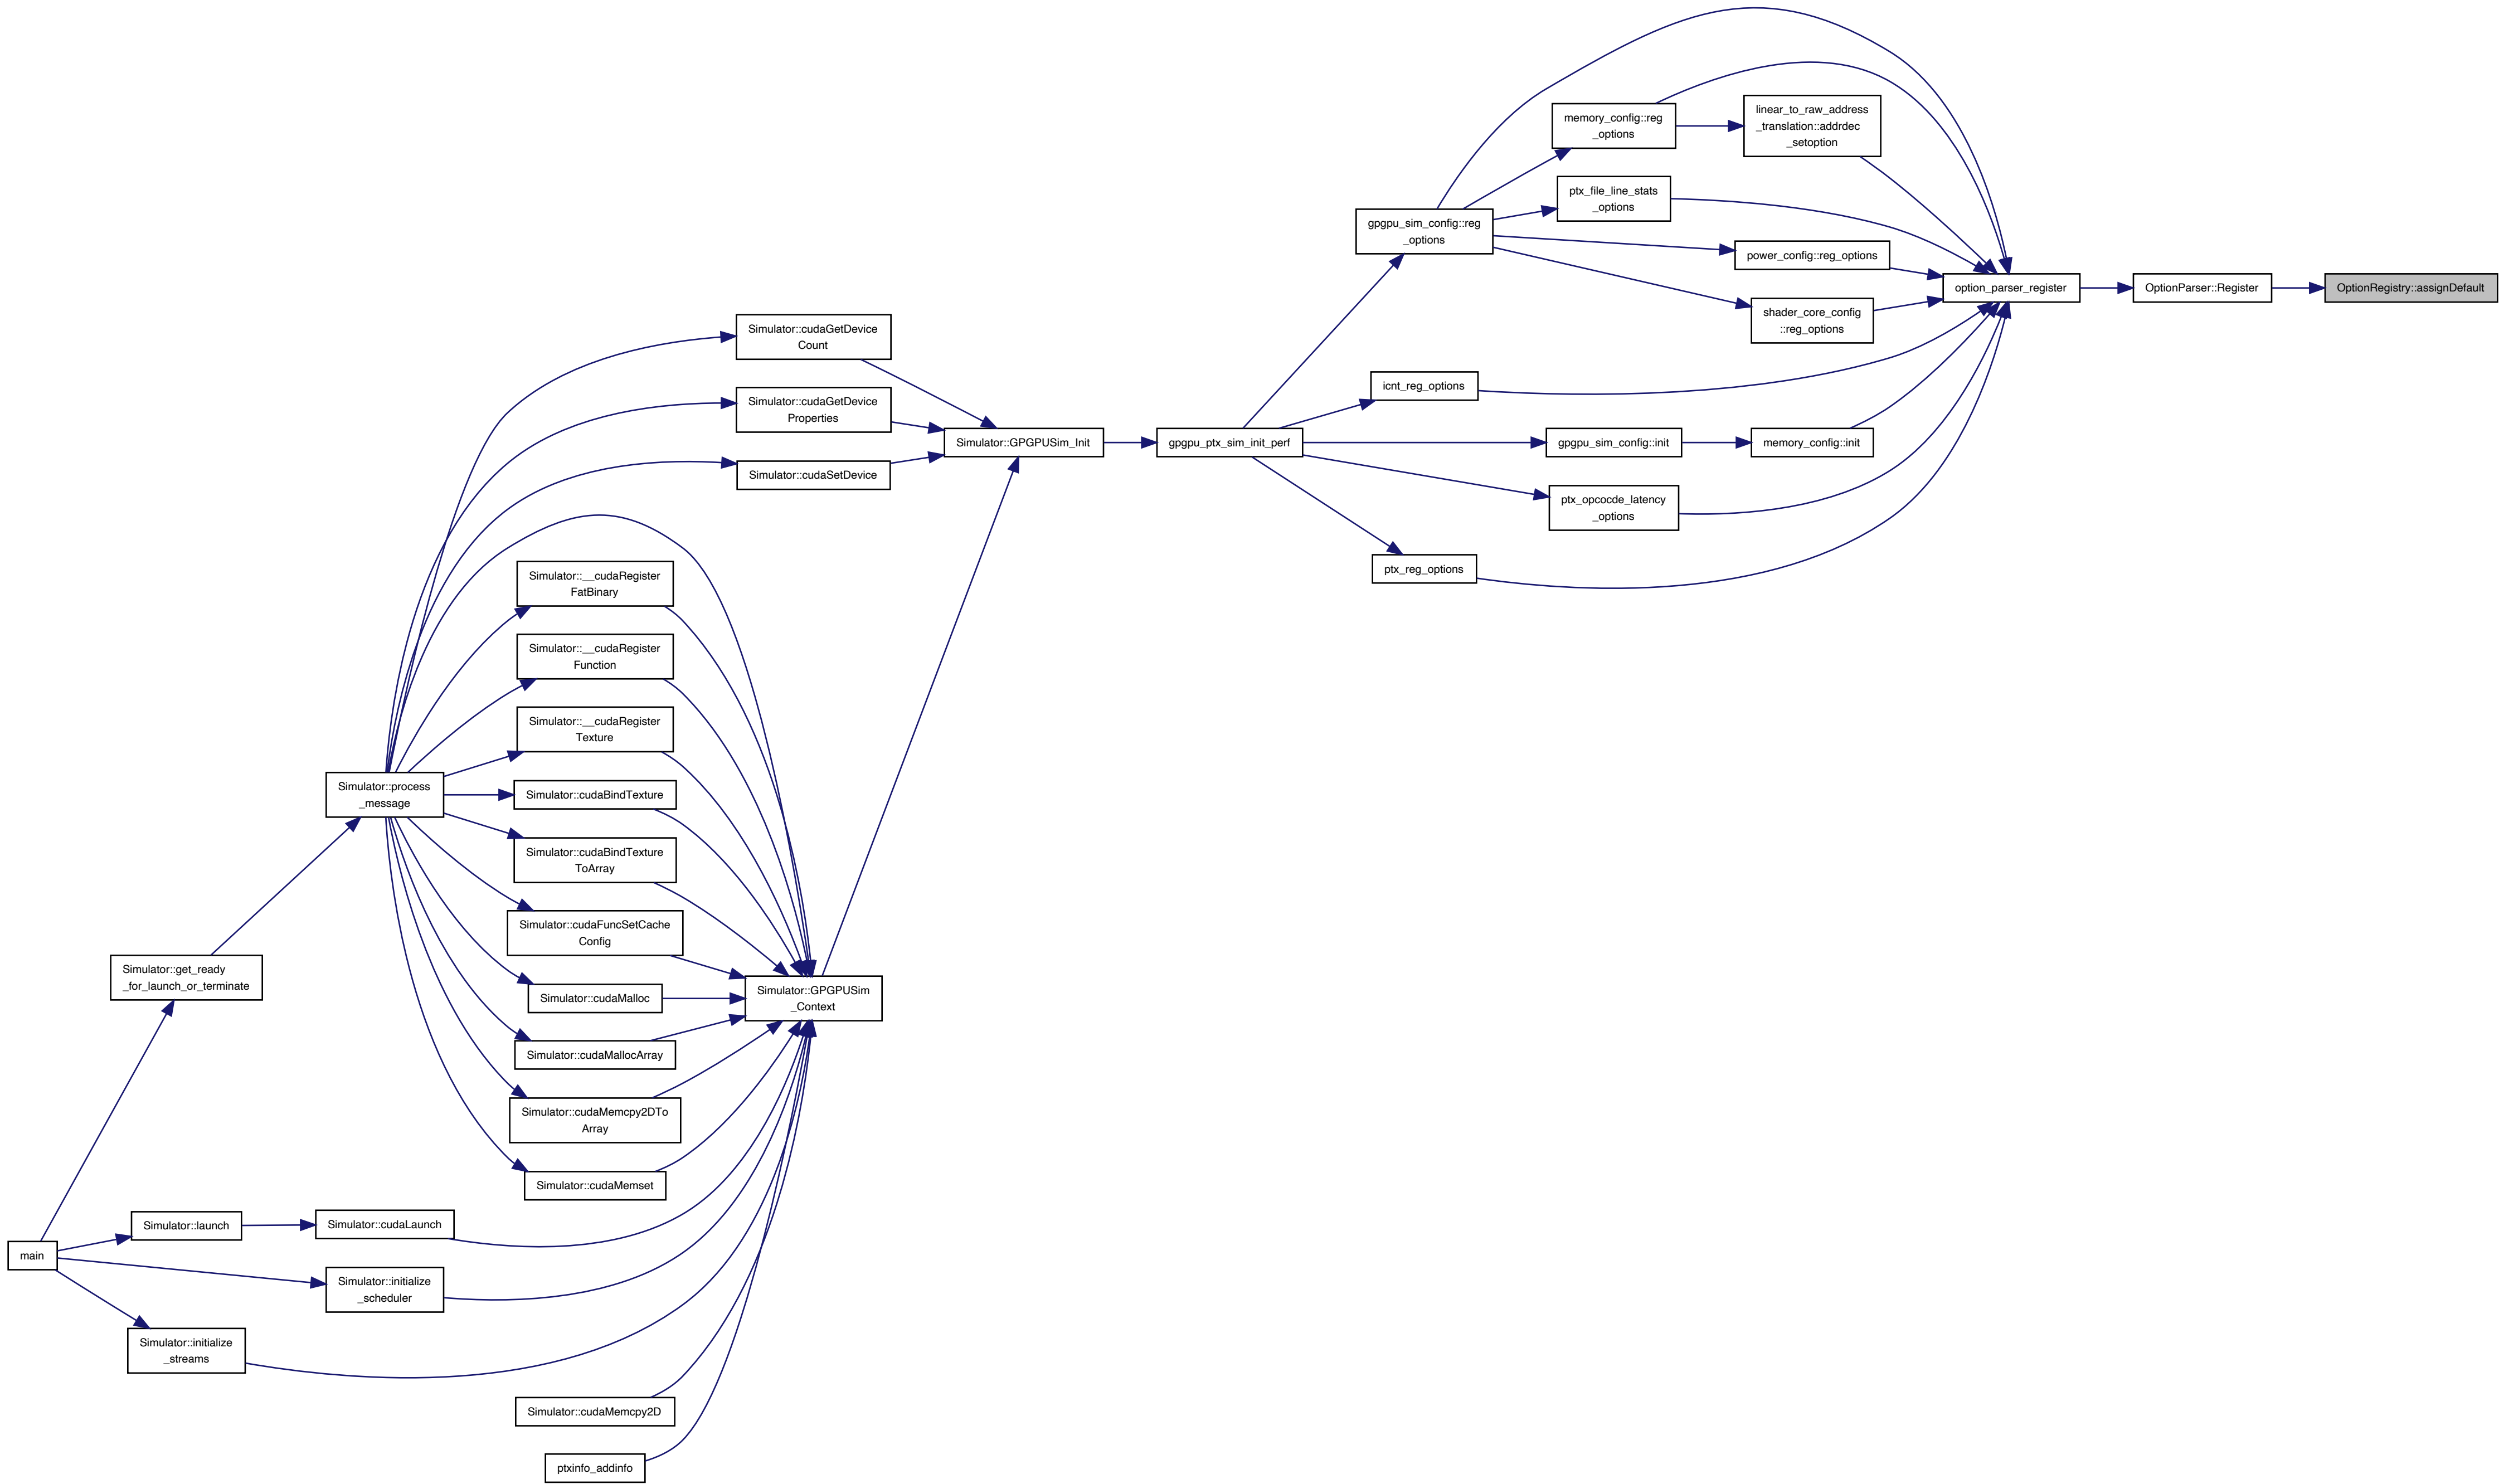 memory_config::reg
_options
linear_to_raw_address
_translation::addrdec
_setoption
ptx_file_line_stats
_options
gpgpu_sim_config::reg
_options
power_config::reg_options
option_parser_register
OptionParser::Register
OptionRegistry::assignDefault
shader_core_config
::reg_options
Simulator::cudaGetDevice
Count
icnt_reg_options
Simulator::cudaGetDevice
Properties
Simulator::GPGPUSim_Init
gpgpu_ptx_sim_init_perf
gpgpu_sim_config::init
memory_config::init
Simulator::cudaSetDevice
ptx_opcocde_latency
_options
ptx_reg_options
Simulator::__cudaRegister
FatBinary
Simulator::__cudaRegister
Function
Simulator::__cudaRegister
Texture
Simulator::process
_message
Simulator::cudaBindTexture
Simulator::cudaBindTexture
ToArray
Simulator::cudaFuncSetCache
Config
Simulator::get_ready
_for_launch_or_terminate
Simulator::cudaMalloc
Simulator::GPGPUSim
_Context
Simulator::cudaMallocArray
Simulator::cudaMemcpy2DTo
Array
Simulator::cudaMemset
Simulator::launch
Simulator::cudaLaunch
main
Simulator::initialize
_scheduler
Simulator::initialize
_streams
Simulator::cudaMemcpy2D
ptxinfo_addinfo